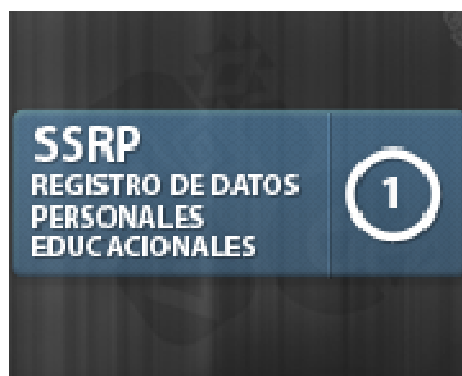 SSRP
REGISTRO DE DATOS
PERSONALES
EDUCACIONALES
1